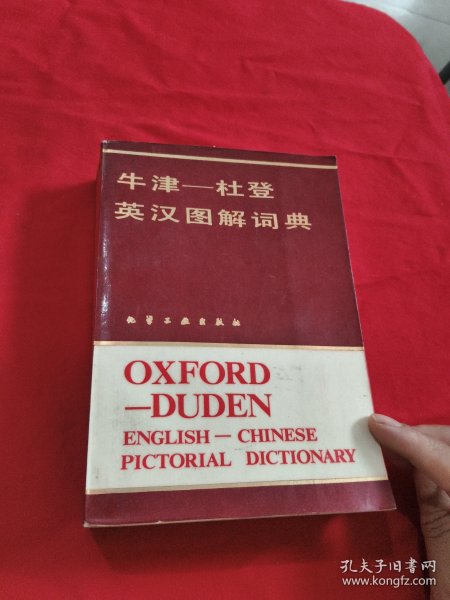 牛津—杜登
英汉图解词典
化学工业出版社
OXFORD
—DUDEN
ENGLISH — CHINESE
PICTORIAL DICTIONARY
孔夫子旧书网
www.kongfz.com